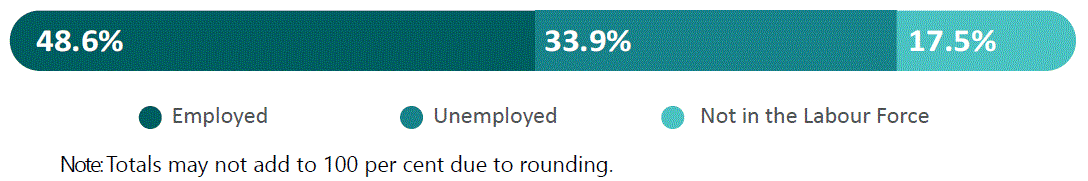 48.6% 33.9% 17.5%
Employed Unemployed Not in the Labour Force
Note: Totals may not add to 100 per cent due to rounding.